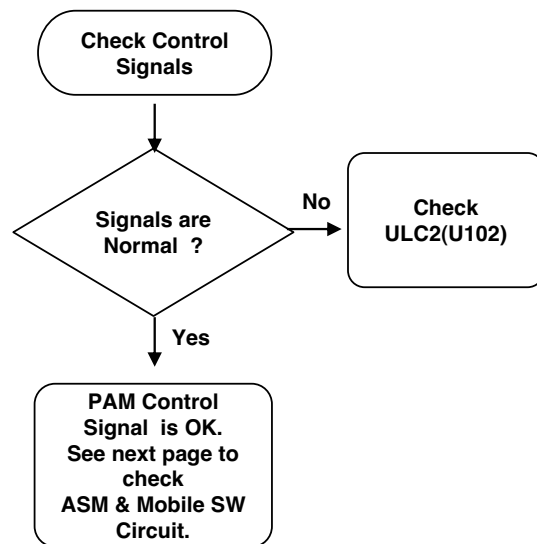 Check Control
Signals
Signals are
Normal ?
No
Check
ULC2(U102)
Yes
PAM Control
Signal is OK.
See next page to
check
ASM & Mobile SW
Circuit.